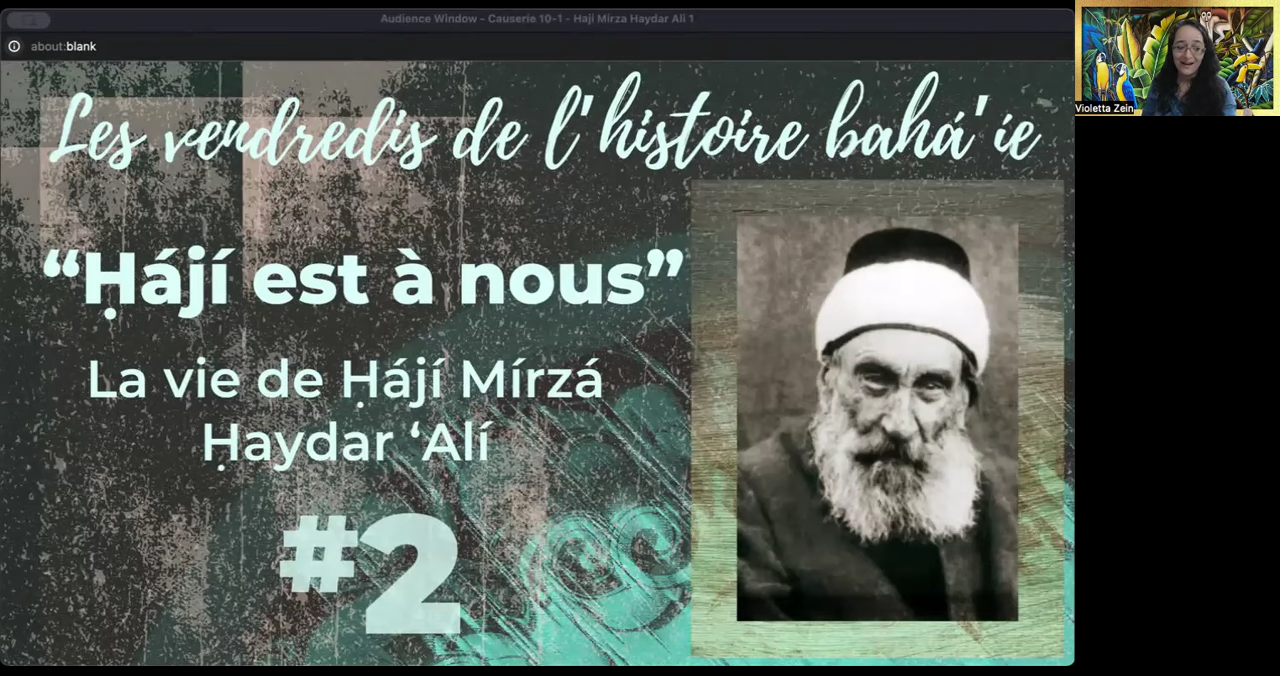 Audience Window - Causerie 10-1 - Haji Mirza Haydar Ali 1
about:blank
Violetta Zein
Les vendredis de l'histoire bahá'ie
“Ḥájí est à nous”
La vie de Ḥájí Mírzá
Ḥaydar ‘Alí
#2